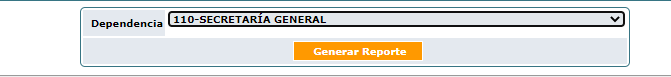 Dependencia 110-SECRETARÍA GENERAL
Generar Reporte